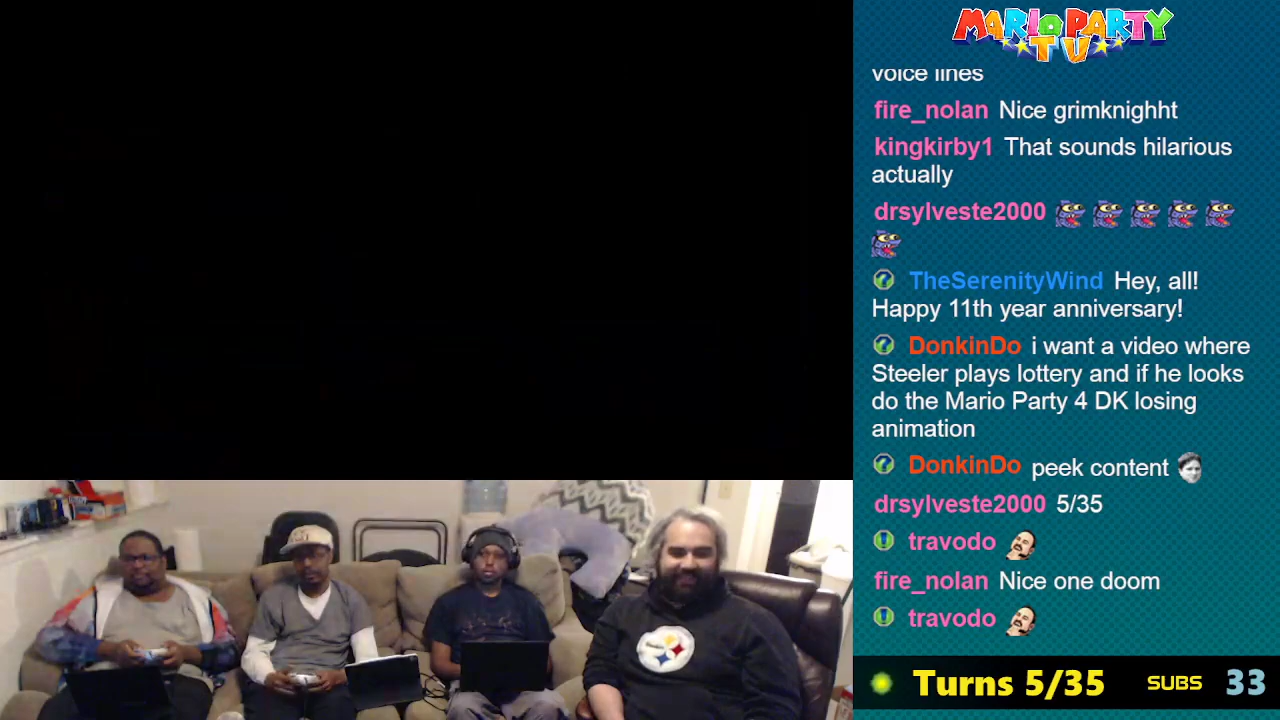 MARIO PARTY
TV
voice lines
fire_nolan Nice grimknighht
kingkirby1 That sounds hilarious
actually
drsylveste2000
TheSerenityWind Hey, all!
Happy 11th year anniversary!
DonkinDo i want a video where
Steeler plays lottery and if he looks
do the Mario Party 4 DK losing
animation
DonkinDo peek content
drsylveste2000 5/35
travodo
fire_nolan Nice one doom
travodo
Turns 5/35 SUBS 33